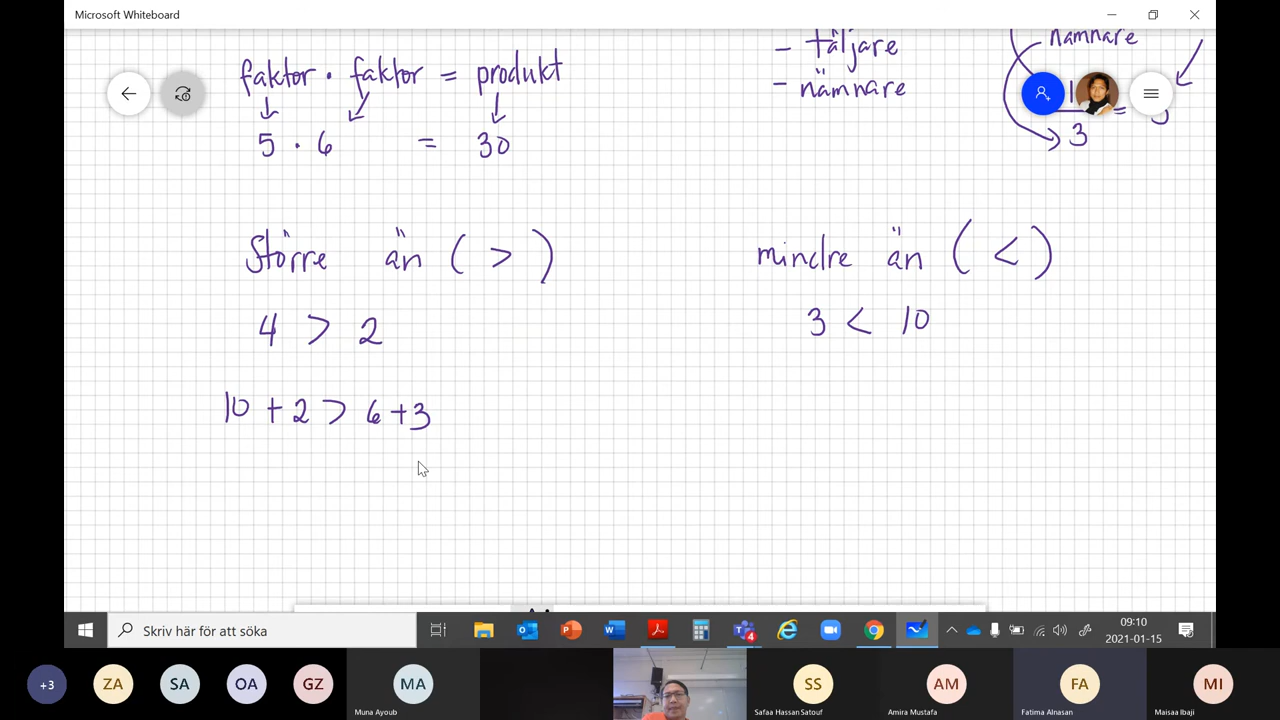 Microsoft Whiteboard
faktor · faktor = produkt
5 · 6 = 30
- täljare
- nämnare
nämnare
3
=
Större än ( > )
4 > 2
10 + 2 > 6 + 3
mindre än ( < )
3 < 10
Skriv här för att söka
4
09:10
2021-01-15
+3
ZA
SA
OA
GZ
MA
Muna Ayoub
SS
Safaa Hassan Satouf
AM
Amira Mustafa
FA
Fatima Alnasan
MI
Maisaa Ibaji